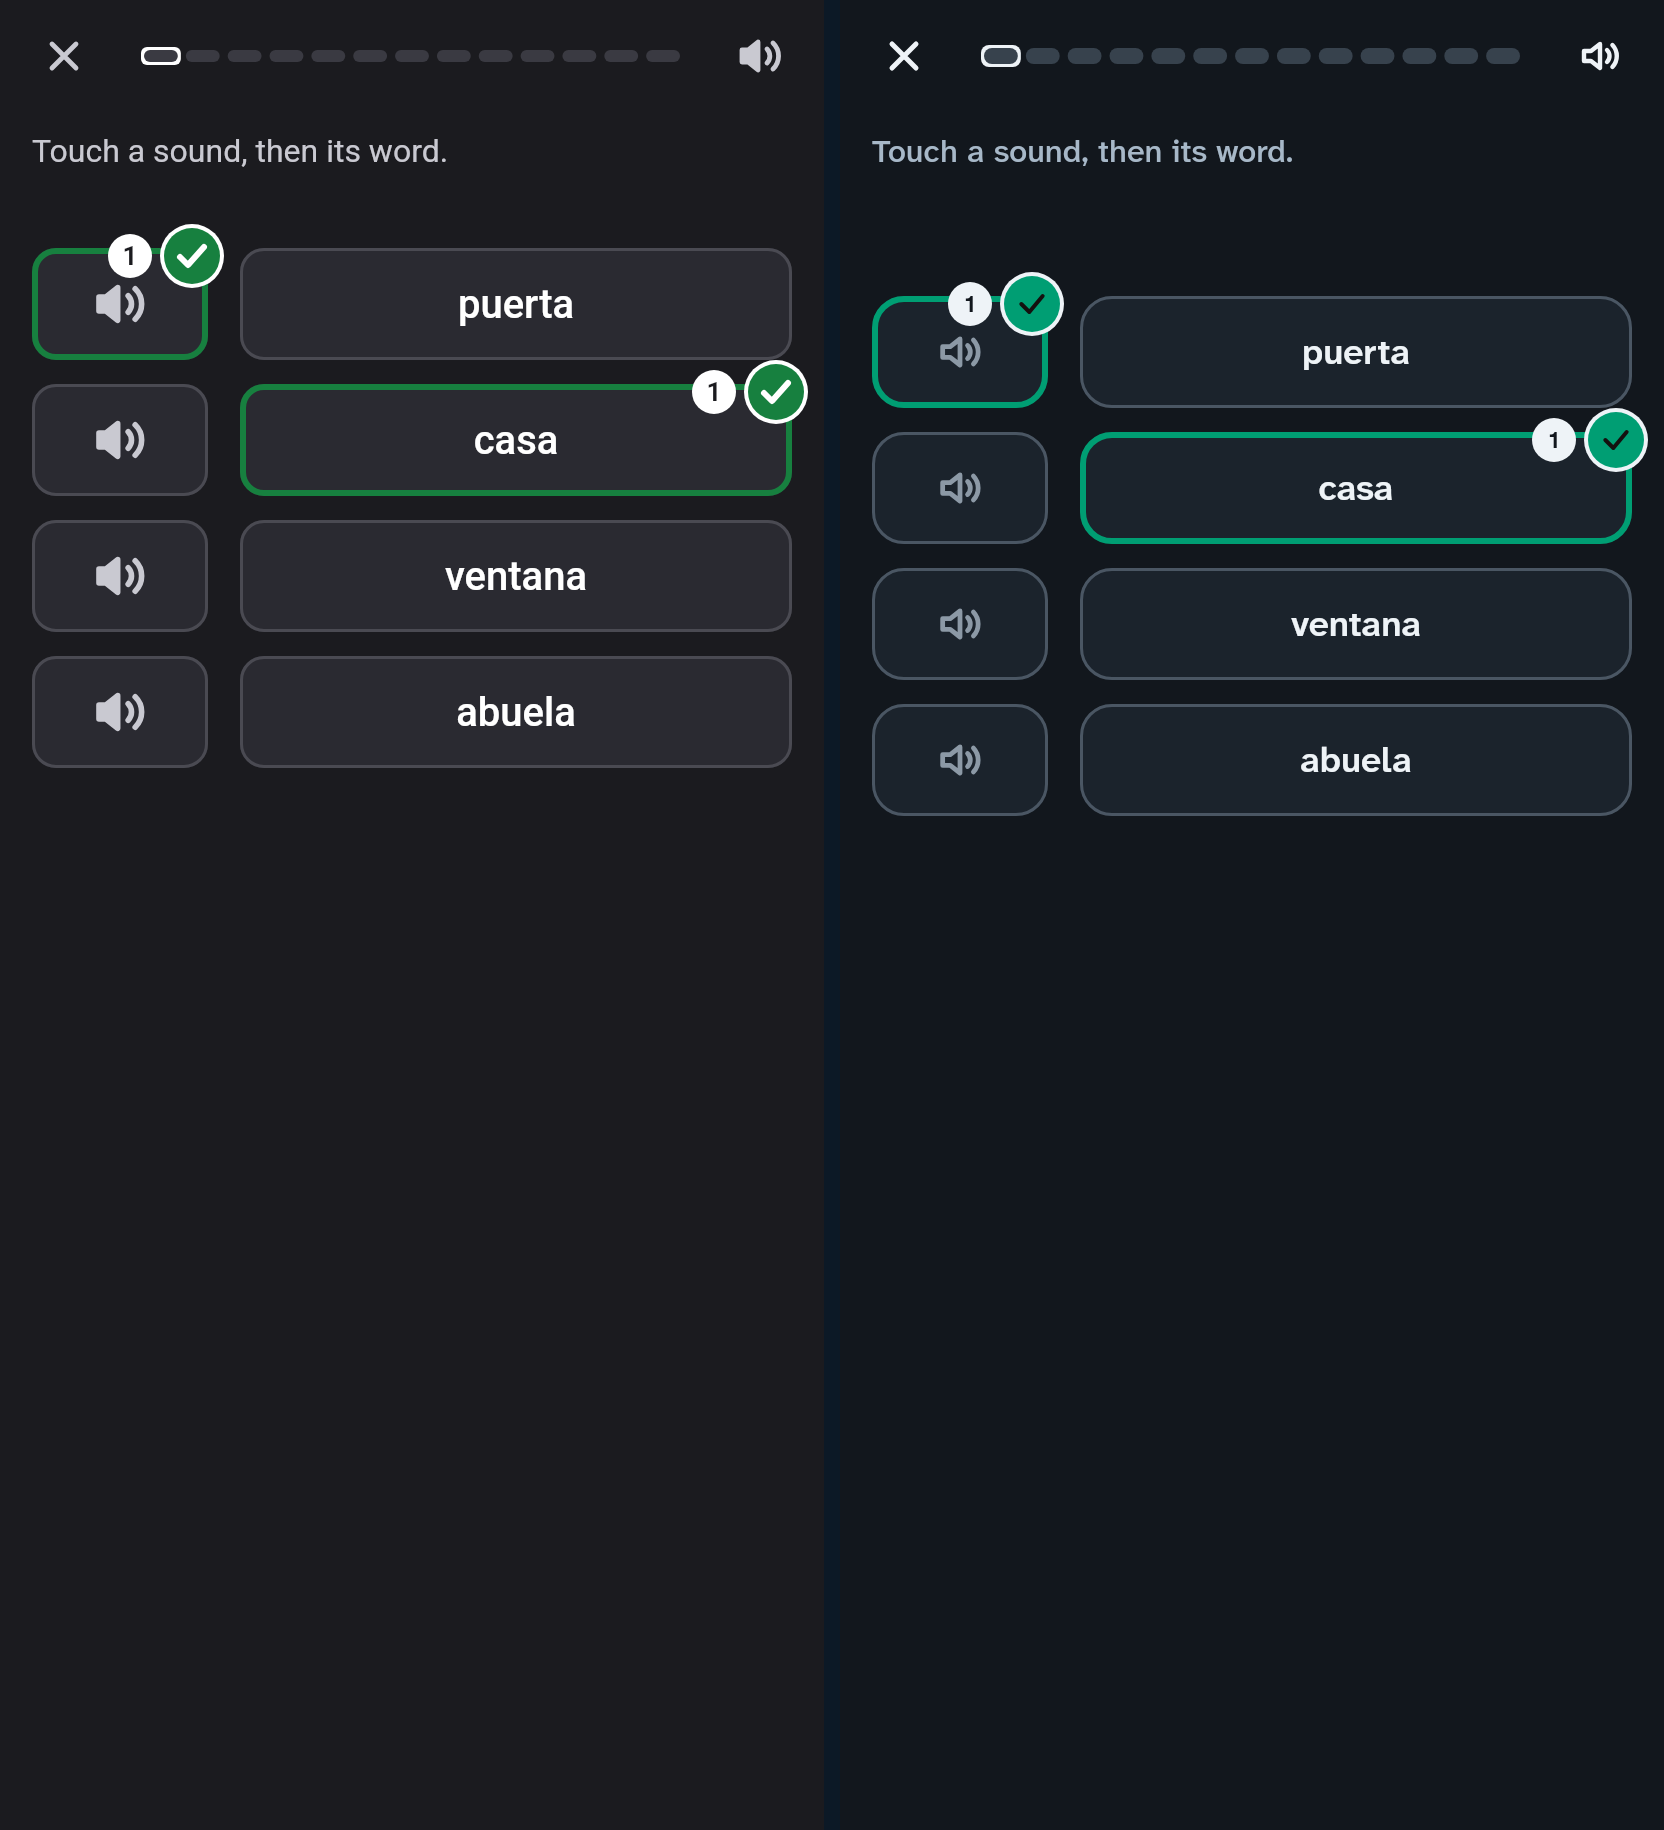 Touch a sound, then its word.
1
puerta
1
casa
ventana
abuela
Touch a sound, then its word.
1
puerta
1
casa
ventana
abuela